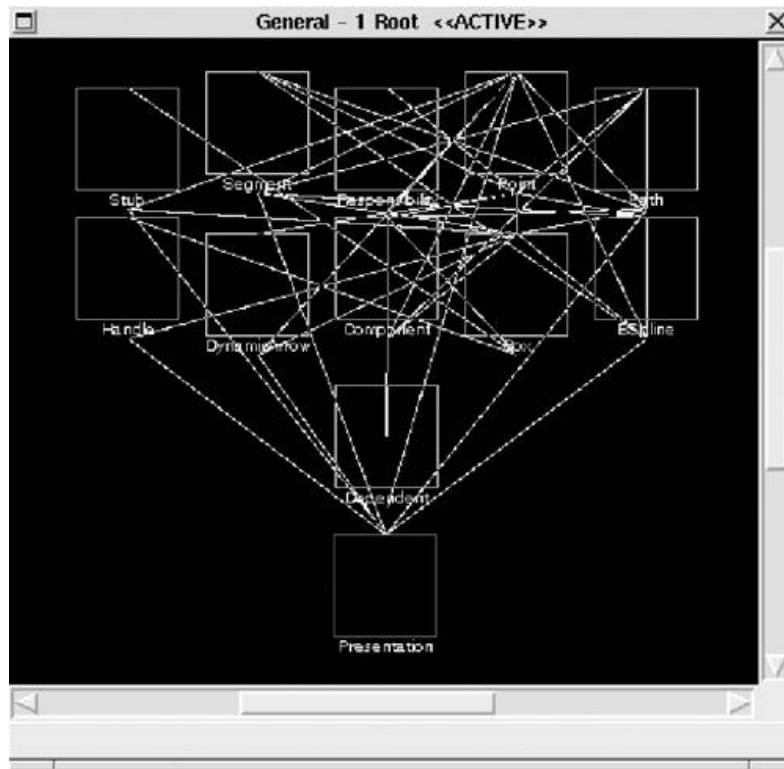 General - 1 Root <<ACTIVE>>
Stub
Segment
Point
Path
Handle
Component
Dependent
Presentation